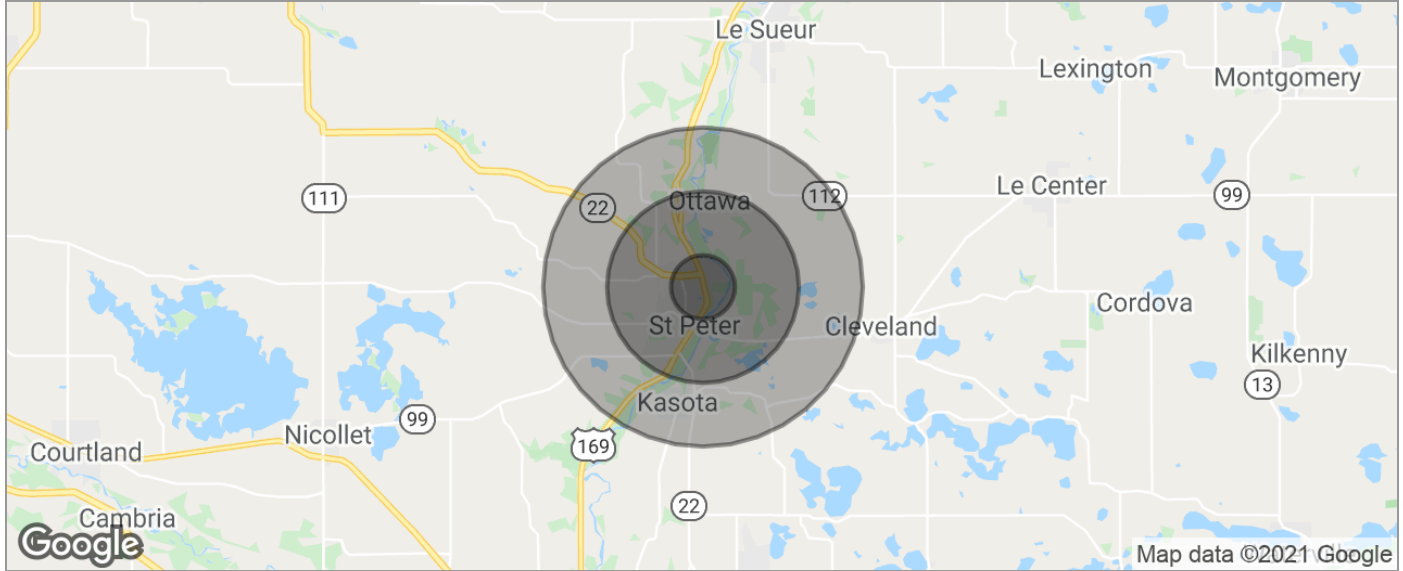 Le Sueur
Lexington
Montgomery
111
22
Ottawa
112
Le Center
99
St Peter
Cleveland
Cordova
Kilkenny
13
Kasota
99
Nicollet
Courtland
169
22
Cambria
Google
Map data ©2021 Google